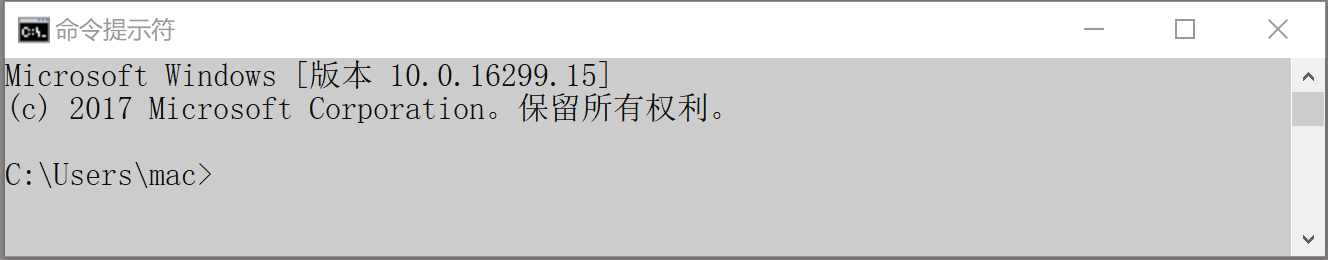 命令提示符
Microsoft Windows [版本 10.0.16299.15]
(c) 2017 Microsoft Corporation。保留所有权利。
C:\Users\mac>